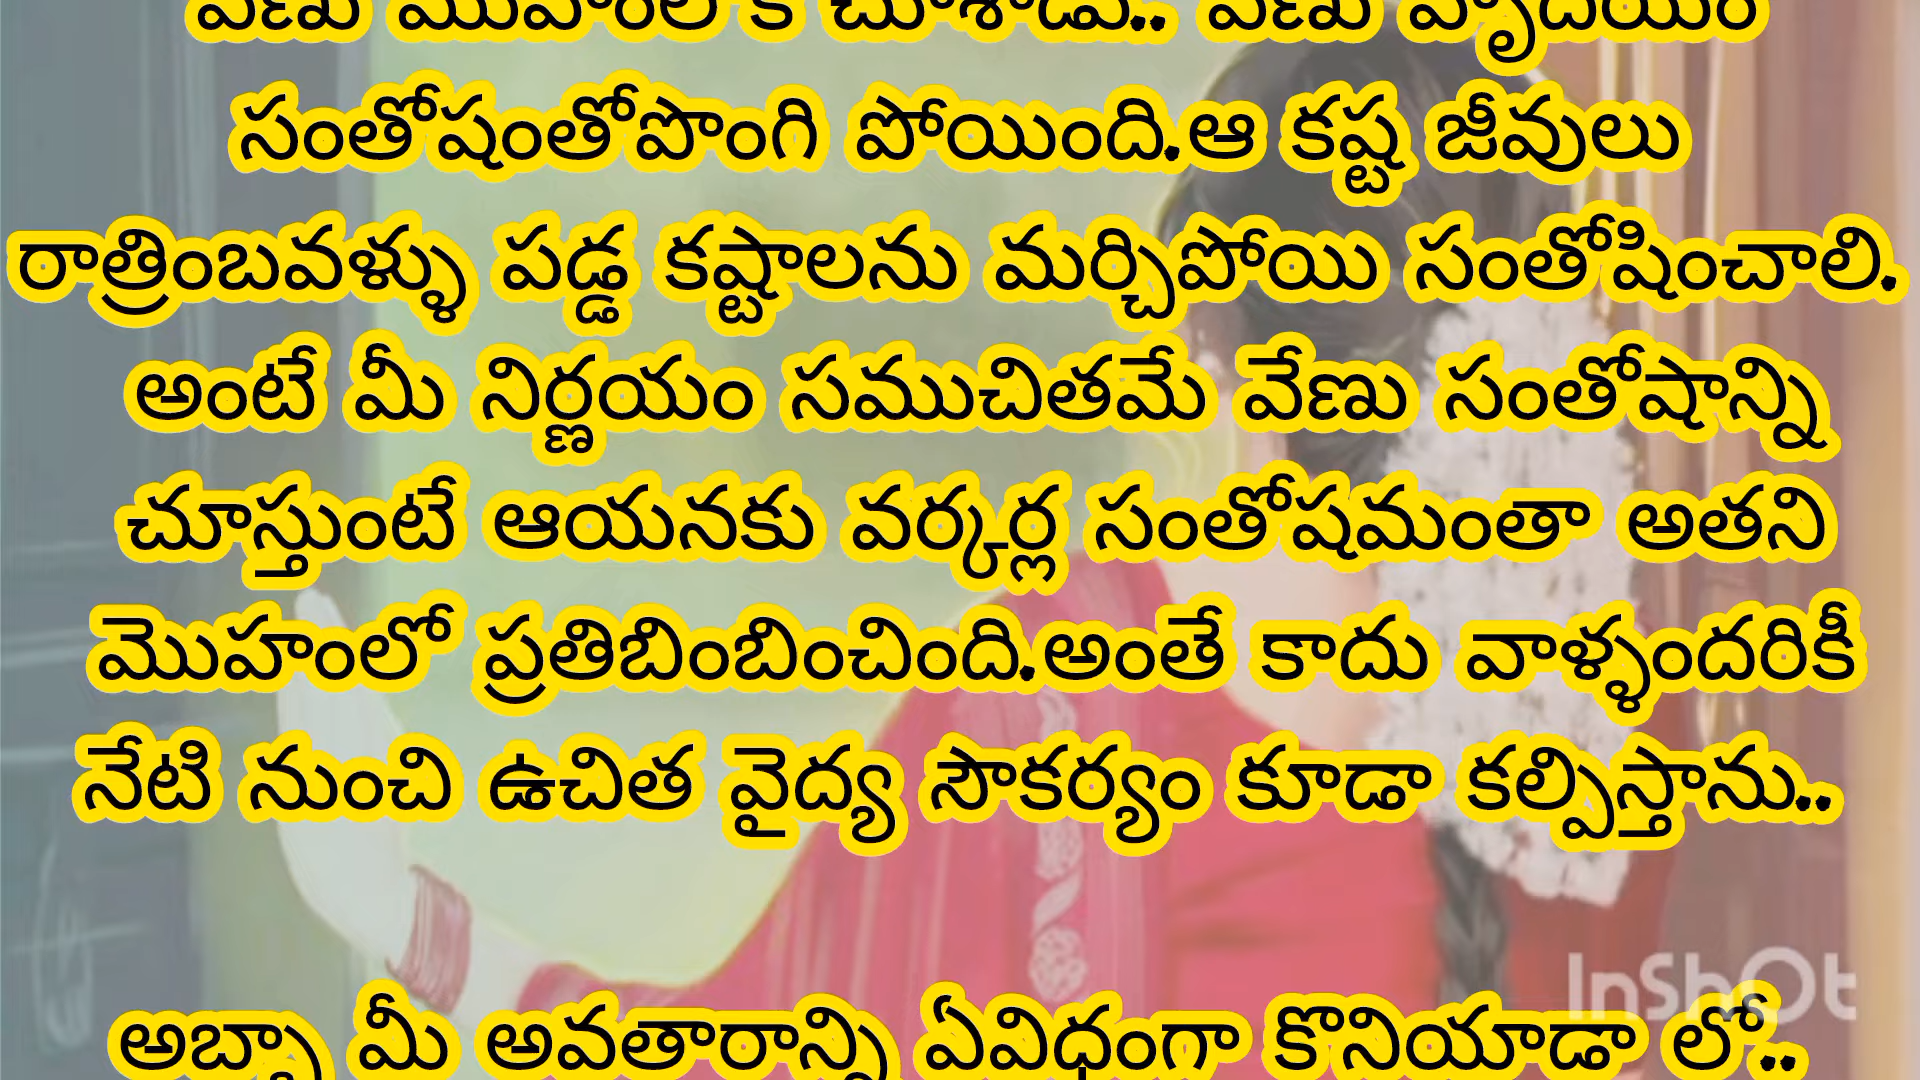 వేణు మొహంలోకి చూశాడు.. వేణు హృదయం
సంతోషంతోపొంగి పోయింది.ఆ కష్ట జీవులు
రాత్రింబవళ్ళు పడ్డ కష్టాలను మర్చిపోయి సంతోషించాలి.
అంటే మీ నిర్ణయం సముచితమే వేణు సంతోషాన్ని
చూస్తుంటే ఆయనకు వర్కర్ల సంతోషమంతా అతని
మొహంలో ప్రతిబింబించింది.అంతే కాదు వాళ్ళందరికీ
నేటి నుంచి ఉచిత వైద్య సౌకర్యం కూడా కల్పిస్తాను..
అబ్బా మీ అవతారాన్ని ఏవిధంగా కొనియాడా లో..
InShOt